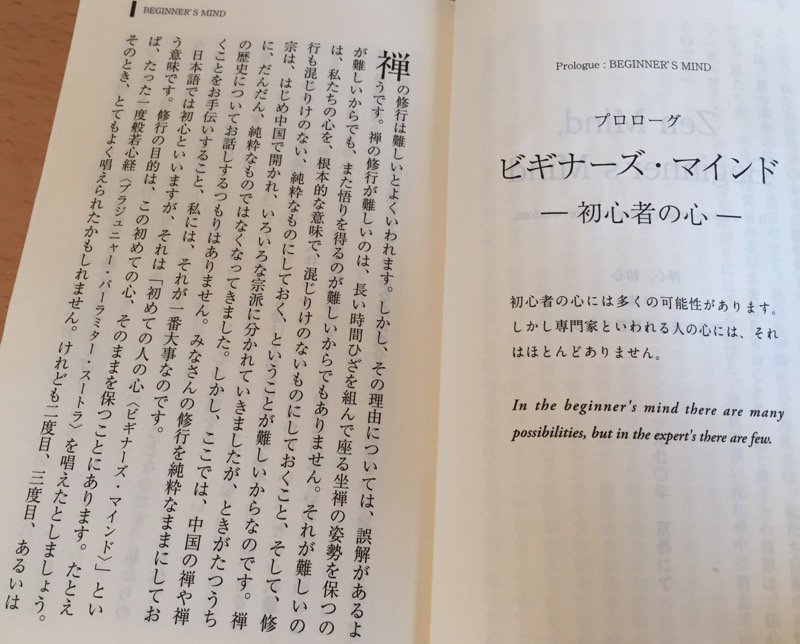 Prologue : BEGINNER'S MIND
プロローグ
ビギナーズ・マインド
― 初心者の心 ―
初心者の心には多くの可能性があります。
しかし専門家といわれる人の心には、それ
はほとんどありません。
In the beginner's mind there are many
possibilities, but in the expert's there are few.
BEGINNER'S MIND
禅の修行は難しいとよくいわれます。しかし、その理由については、誤解があるよ
うです。禅の修行が難しいのは、長い時間ひざを組んで座る坐禅の姿勢を保つの
が難しいからでも、また悟りを得るのが難しいからでもありません。それが難しいの
は、私たちの心を、根本的な意味で、混じりけのないものにしておくこと、そして、修
行も混じりけのない、純粋なものにしておく、ということが難しいからなのです。禅
宗は、はじめ中国で開かれ、いろいろな宗派に分かれていきましたが、ときがたつうち
に、だんだん、純粋なものではなくなってきました。しかし、ここでは、中国の禅や禅
の歴史についてお話しするつもりはありません。みなさんの修行を純粋なままにしてお
くことをお手伝いすること、私には、それが一番大事なのです。
日本語では初心といいますが、それは「初めての人の心〈ビギナーズ・マインド〉」とい
う意味です。修行の目的は、この初めての心、そのままを保つことにあります。たとえ
ば、たった一度般若心経〈プラジュニャー・パーラミター・スートラ〉を唱えたとしましょう。
そのとき、とてもよく唱えられたかもしれません。けれども二度目、三度目、あるいは